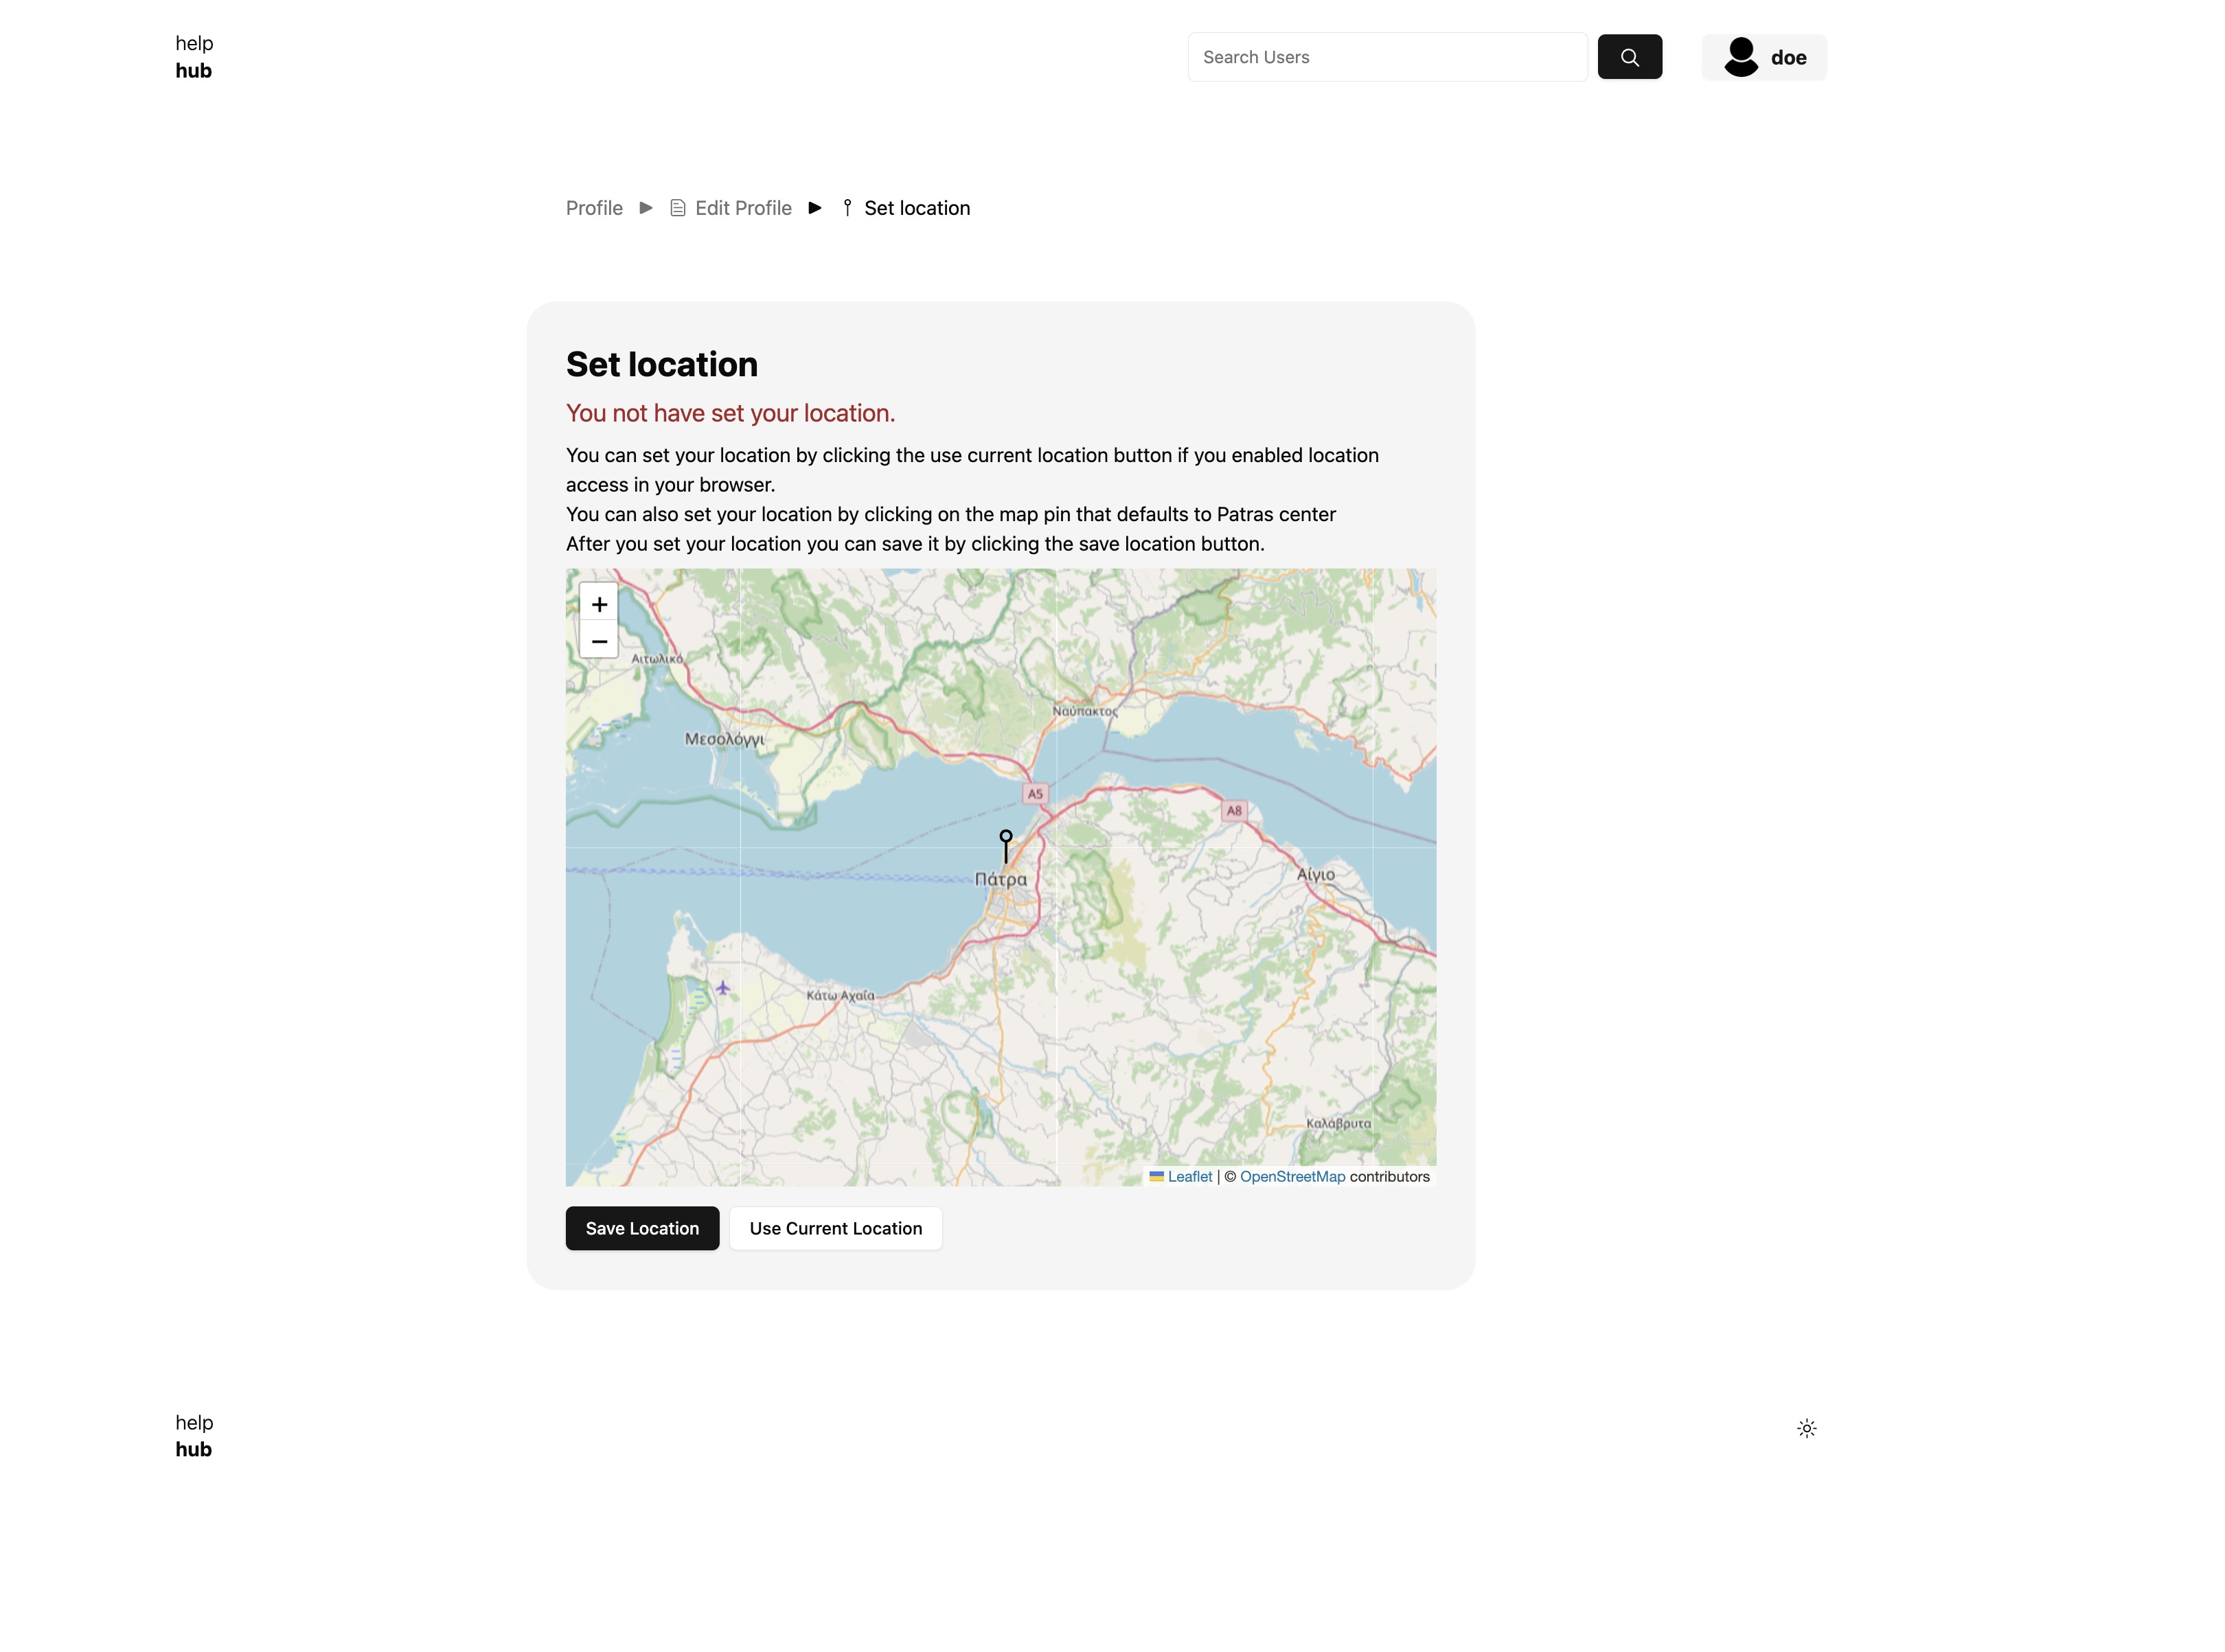 help
hub
Search Users
doe
Profile
Edit Profile
Set location
Set location
You not have set your location.
You can set your location by clicking the use current location button if you enabled location
access in your browser.
You can also set your location by clicking on the map pin that defaults to Patras center
After you set your location you can save it by clicking the save location button.
+
−
Αιτωλικό
Ναύπακτος
Μεσολόγγι
A5
A8
Πάτρα
Αίγιο
Κάτω Αχαΐα
Καλάβρυτα
Leaflet | © OpenStreetMap contributors
Save Location
Use Current Location
help
hub